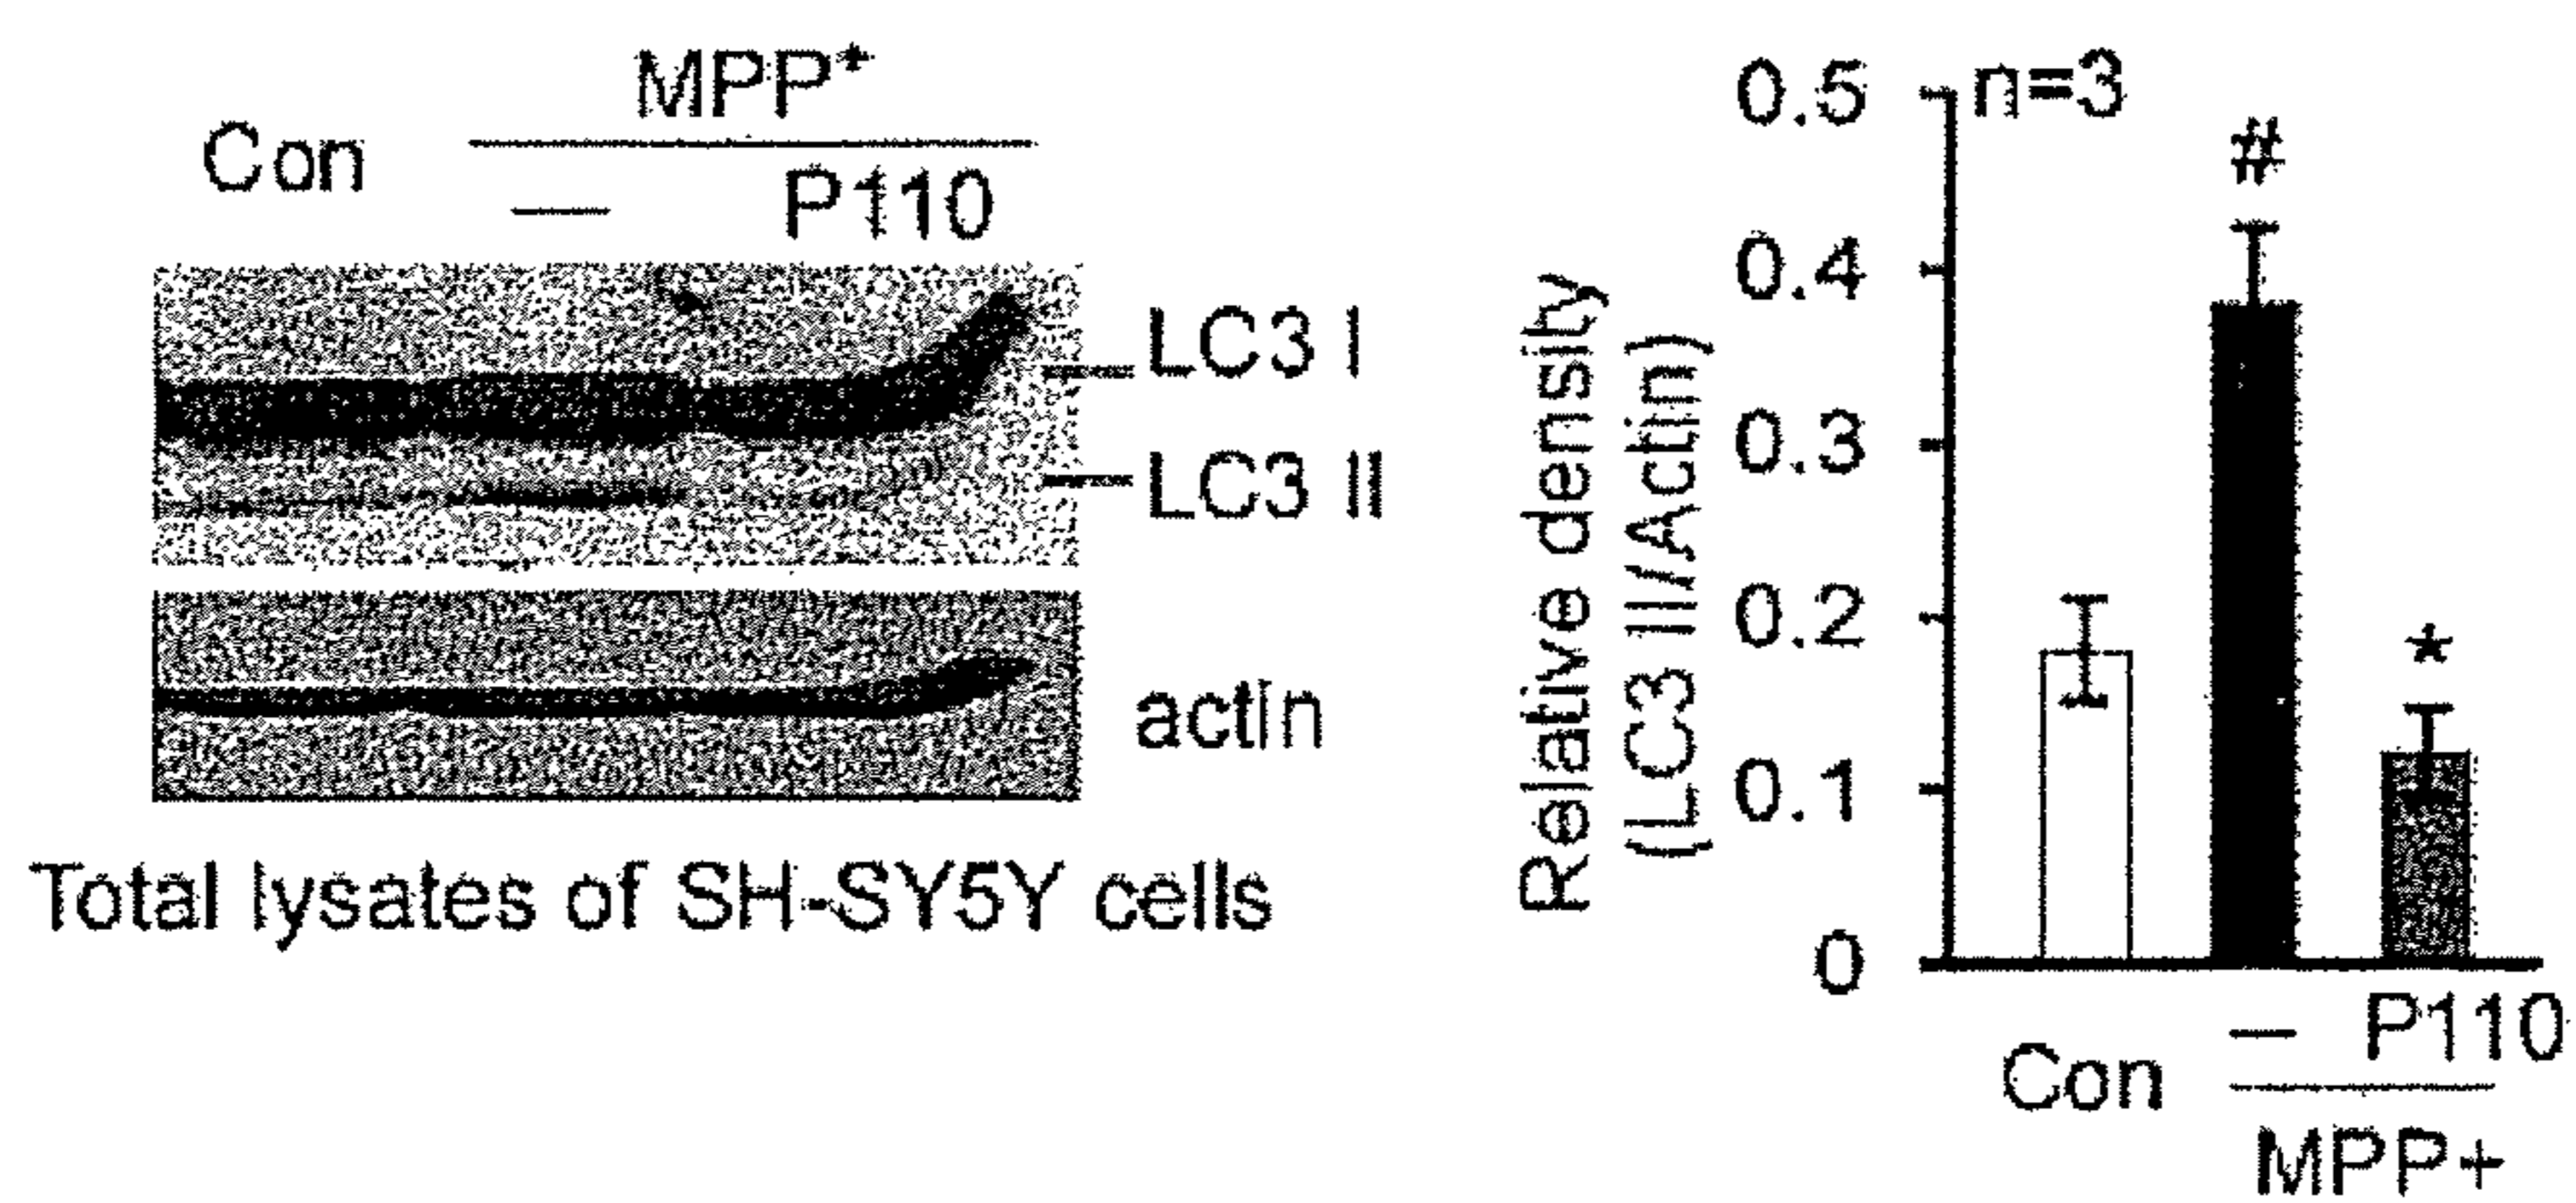 MPP+
Con
— P110
LC3 I
LC3 II
actin
Total lysates of SH-SY5Y cells
Relative density
(LC3 II/Actin)
0.5
0.4
0.3
0.2
0.1
0
n=3
#
*
Con — P110
MPP+